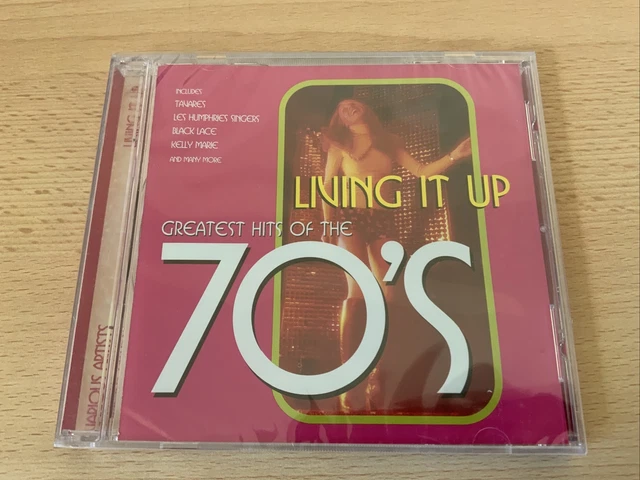 INCLUDES
TAVARES
LES HUMPHRIES SINGERS
BLACK LACE
KELLY MARIE
AND MANY MORE
LIVING IT UP
GREATEST HITS OF THE
70'S
LIVING IT UP
VARIOUS ARTISTS